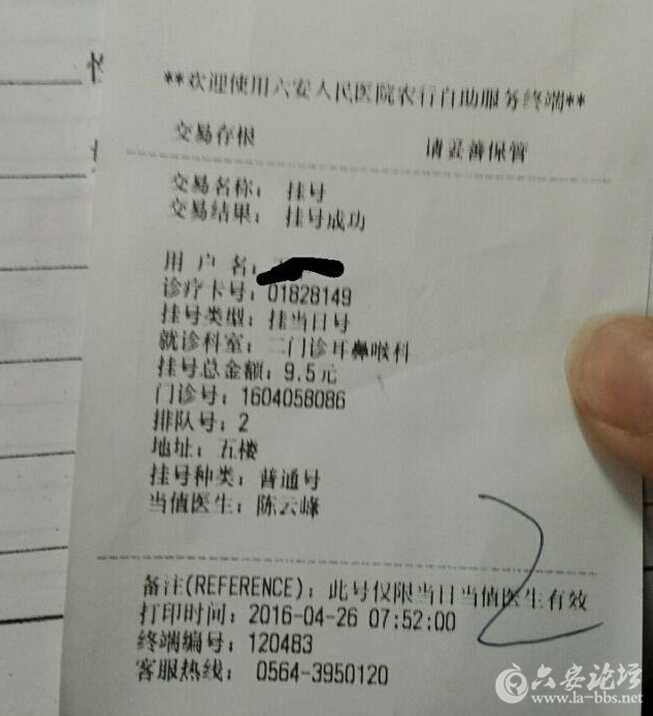 **欢迎使用六安人民医院农行自助服务终端**
交易存根 请妥善保管
交易名称：挂号
交易结果：挂号成功
用户名：
诊疗卡号：01828149
挂号类型：挂当日号
就诊科室：二门诊耳鼻喉科
挂号总金额：9.5元
门诊号：1604058086
排队号：2
地址：五楼
挂号种类：普通号
当值医生：陈云峰
2
备注(REFERENCE)：此号仅限当日当值医生有效
打印时间：2016-04-26 07:52:00
终端编号：120483
客服热线： 0564-3950120
六安论坛
www.la-bbs.net